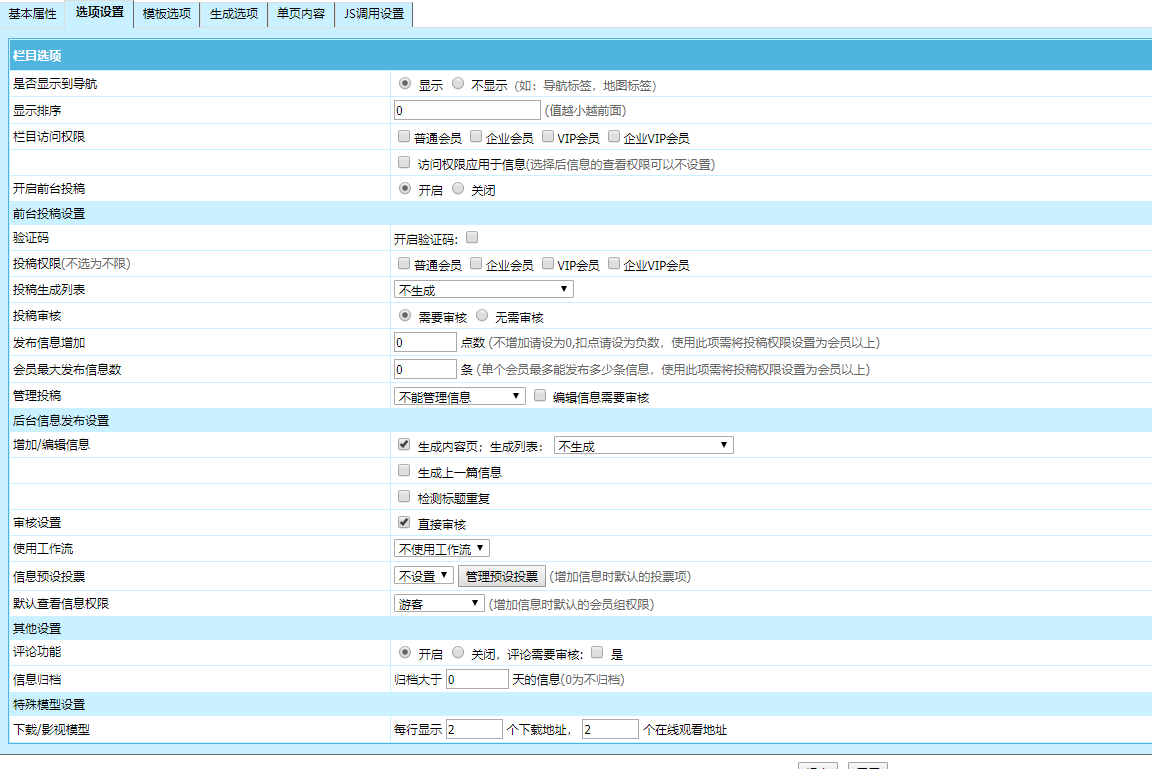 基本属性 选项设置 模板选项 生成选项 单页内容 JS调用设置
栏目选项
是否显示到导航 显示 不显示 (如：导航标签，地图标签)
显示排序 0 (值越小越前面)
栏目访问权限 普通会员 企业会员 VIP会员 企业VIP会员
访问权限应用于信息(选择后信息的查看权限可以不设置)
开启前台投稿 开启 关闭
前台投稿设置
验证码 开启验证码:
投稿权限(不选为不限) 普通会员 企业会员 VIP会员 企业VIP会员
投稿生成列表 不生成
投稿审核 需要审核 无需审核
发布信息增加 0 点数 (不增加请设为0,扣点请设为负数，使用此项需将投稿权限设置为会员以上)
会员最大发布信息数 0 条 (单个会员最多能发布多少条信息，使用此项需将投稿权限设置为会员以上)
管理投稿 不能管理信息 编辑信息需要审核
后台信息发布设置
增加/编辑信息 生成内容页；生成列表： 不生成
生成上一篇信息
检测标题重复
审核设置 直接审核
使用工作流 不使用工作流
信息预设投票 不设置 管理预设投票 (增加信息时默认的投票项)
默认查看信息权限 游客 (增加信息时默认的会员组权限)
其他设置
评论功能 开启 关闭，评论需要审核: 是
信息归档 归档大于 0 天的信息(0为不归档)
特殊模型设置
下载/影视模型 每行显示 2 个下载地址， 2 个在线观看地址